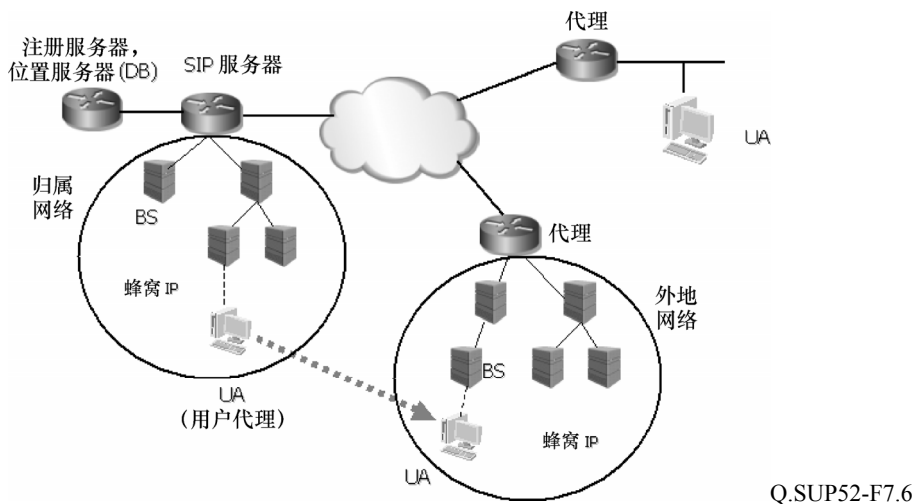 注册服务器，
位置服务器(DB)
SIP 服务器
代理
UA
归属
网络
BS
蜂窝 IP
代理
外地
网络
BS
UA
(用户代理)
蜂窝 IP
UA
Q.SUP52-F7.6